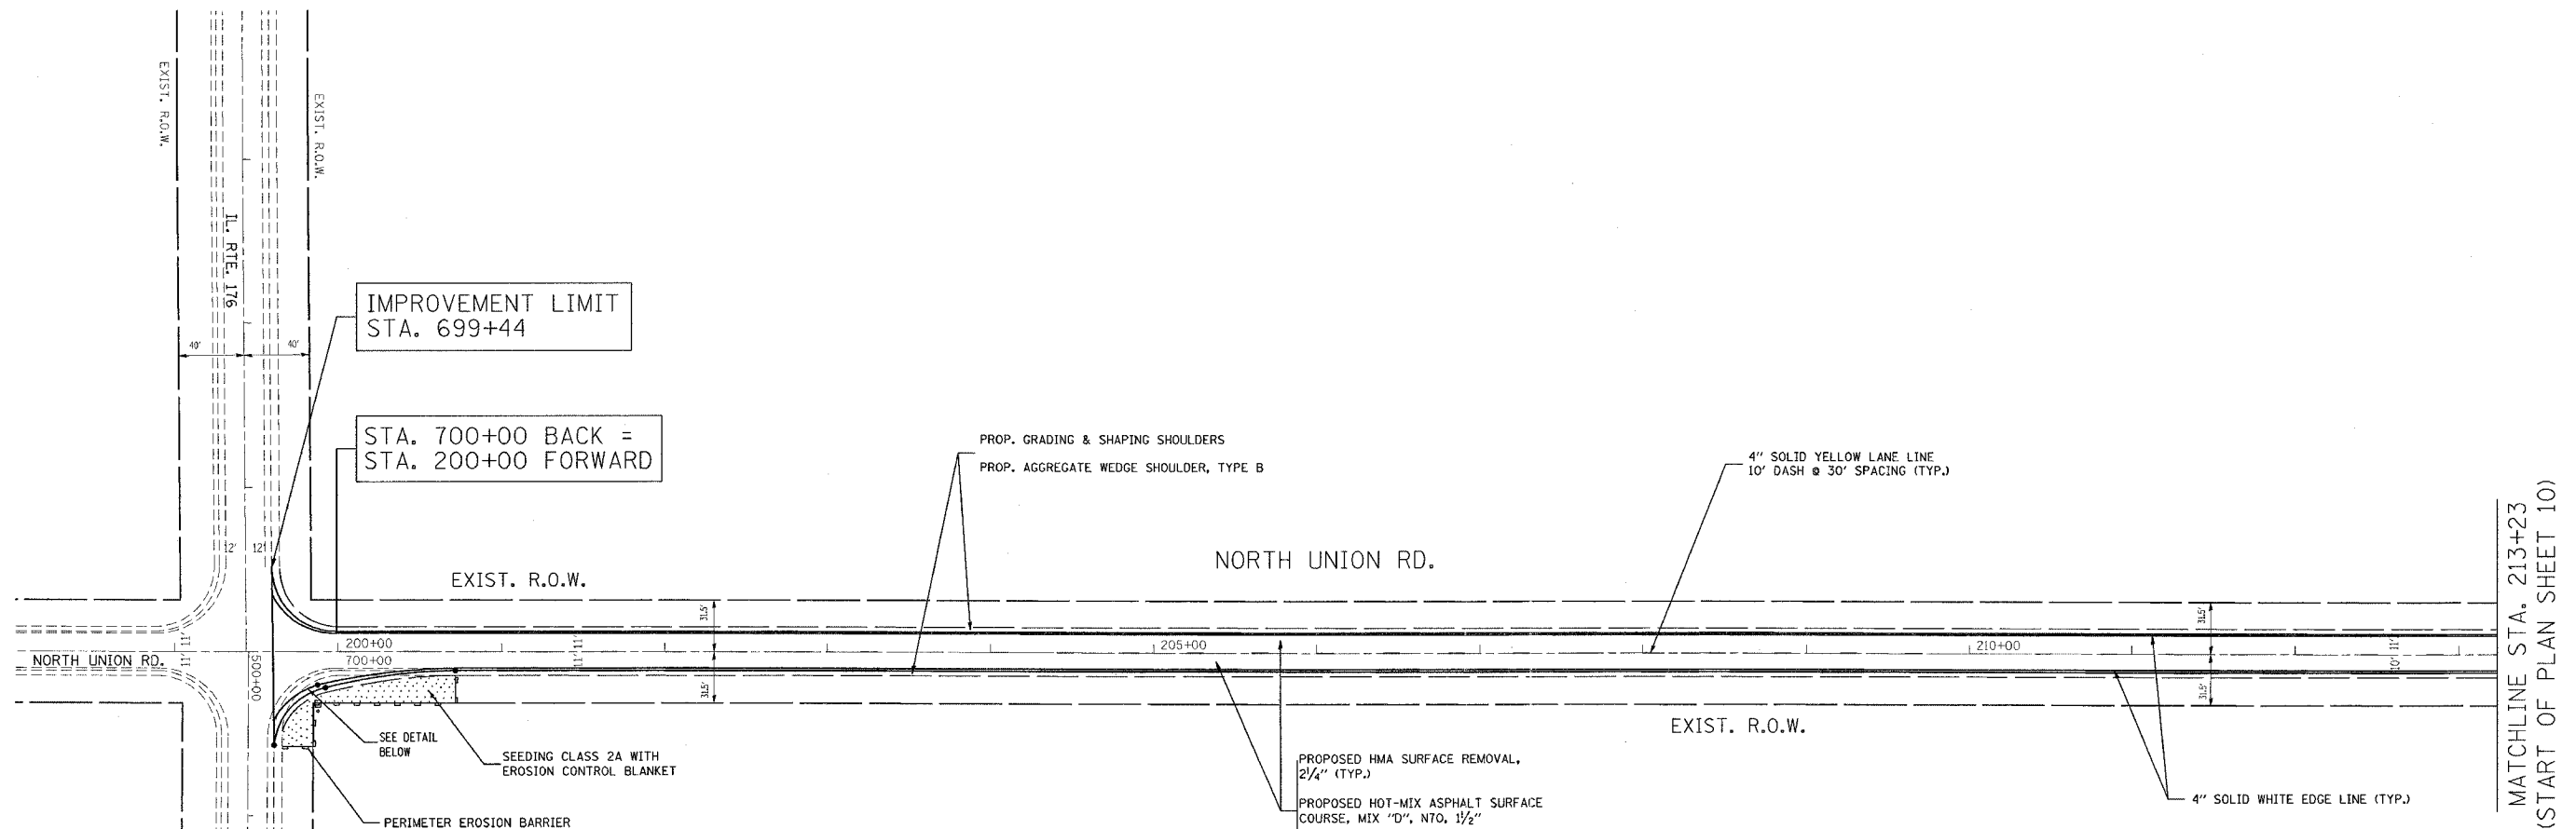 EXIST. R.O.W.
EXIST. R.O.W.
IL. RTE. 176
IMPROVEMENT LIMIT
STA. 699+44
40'
40'
STA. 700+00 BACK =
STA. 200+00 FORWARD
PROP. GRADING & SHAPING SHOULDERS
PROP. AGGREGATE WEDGE SHOULDER, TYPE B
4" SOLID YELLOW LANE LINE
10' DASH @ 30' SPACING (TYP.)
12'
12'
NORTH UNION RD.
EXIST. R.O.W.
31.5'
31.5'
11' 11'
200+00
11' 11'
205+00
210+00
10' 11'
NORTH UNION RD.
700+00
500+00
31.5'
31.5'
EXIST. R.O.W.
SEE DETAIL
BELOW
SEEDING CLASS 2A WITH
EROSION CONTROL BLANKET
PROPOSED HMA SURFACE REMOVAL,
2¼" (TYP.)
PROPOSED HOT-MIX ASPHALT SURFACE
COURSE, MIX "D", N70, 1½"
4" SOLID WHITE EDGE LINE (TYP.)
PERIMETER EROSION BARRIER
MATCHLINE STA. 213+23
(START OF PLAN SHEET 10)